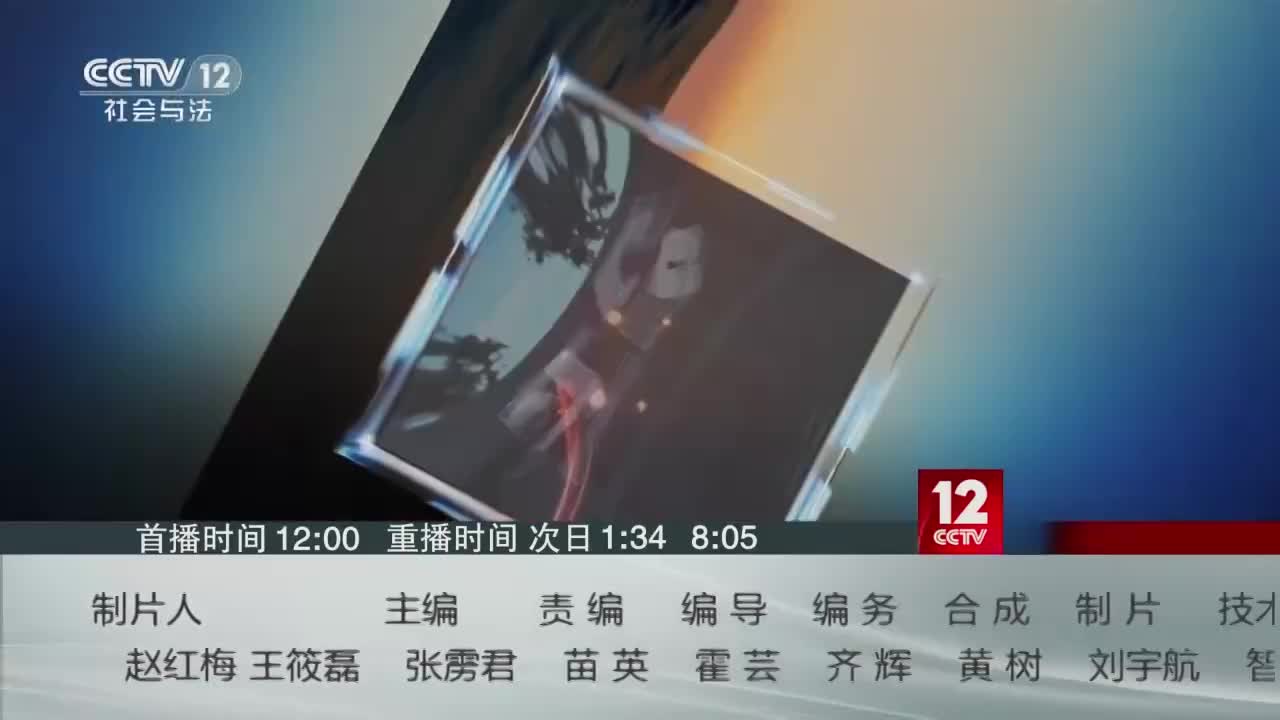 CCTV 12
社会与法
首播时间 12:00 重播时间 次日 1:34 8:05
12
CCTV
制片人 主编 责编 编导 编务 合成 制片 技
赵红梅 王筱磊 张雳君 苗英 霍芸 齐辉 黄树 刘宇航